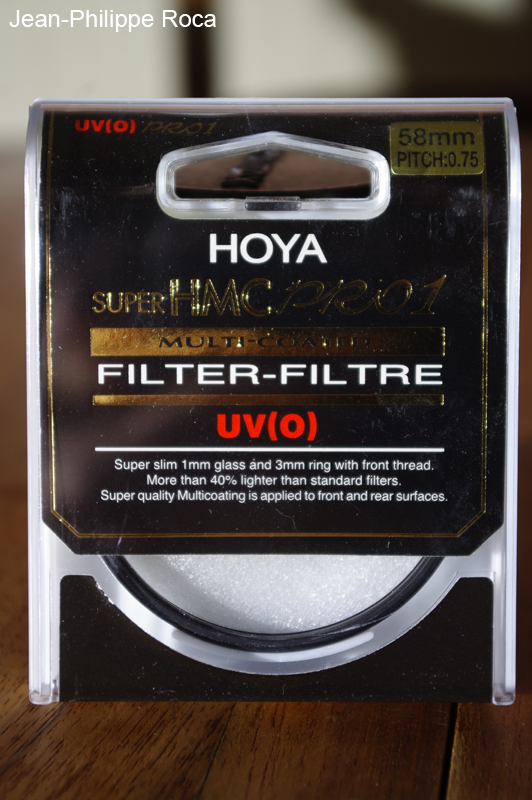 Jean-Philippe Roca
UV(O) PRO1
58mm
PITCH:0.75
HOYA
SUPER HMC PRO1
MULTI-COATED
FILTER-FILTRE
UV(O)
Super slim 1mm glass and 3mm ring with front thread.
More than 40% lighter than standard filters.
Super quality Multicoating is applied to front and rear surfaces.